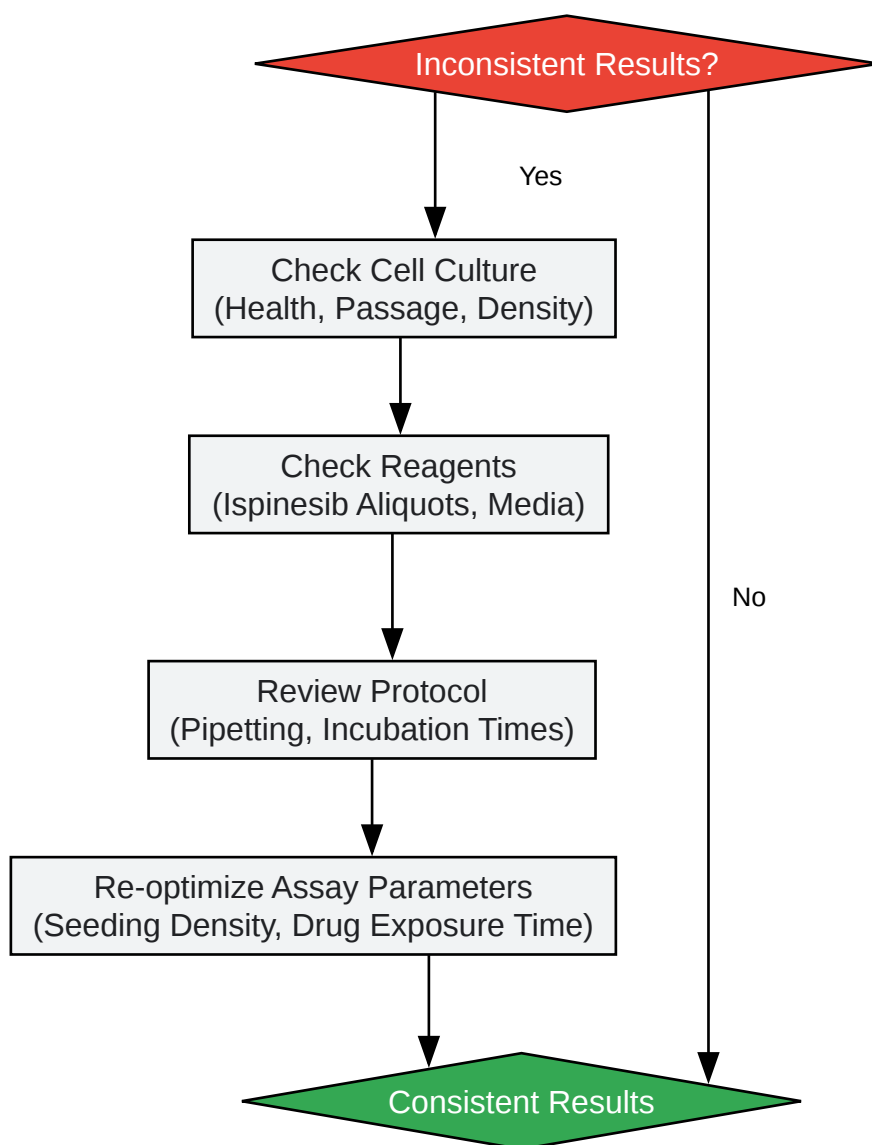 Inconsistent Results?
Yes
Check Cell Culture
(Health, Passage, Density)
Check Reagents
(Ispinesib Aliquots, Media)
No
Review Protocol
(Pipetting, Incubation Times)
Re-optimize Assay Parameters
(Seeding Density, Drug Exposure Time)
Consistent Results